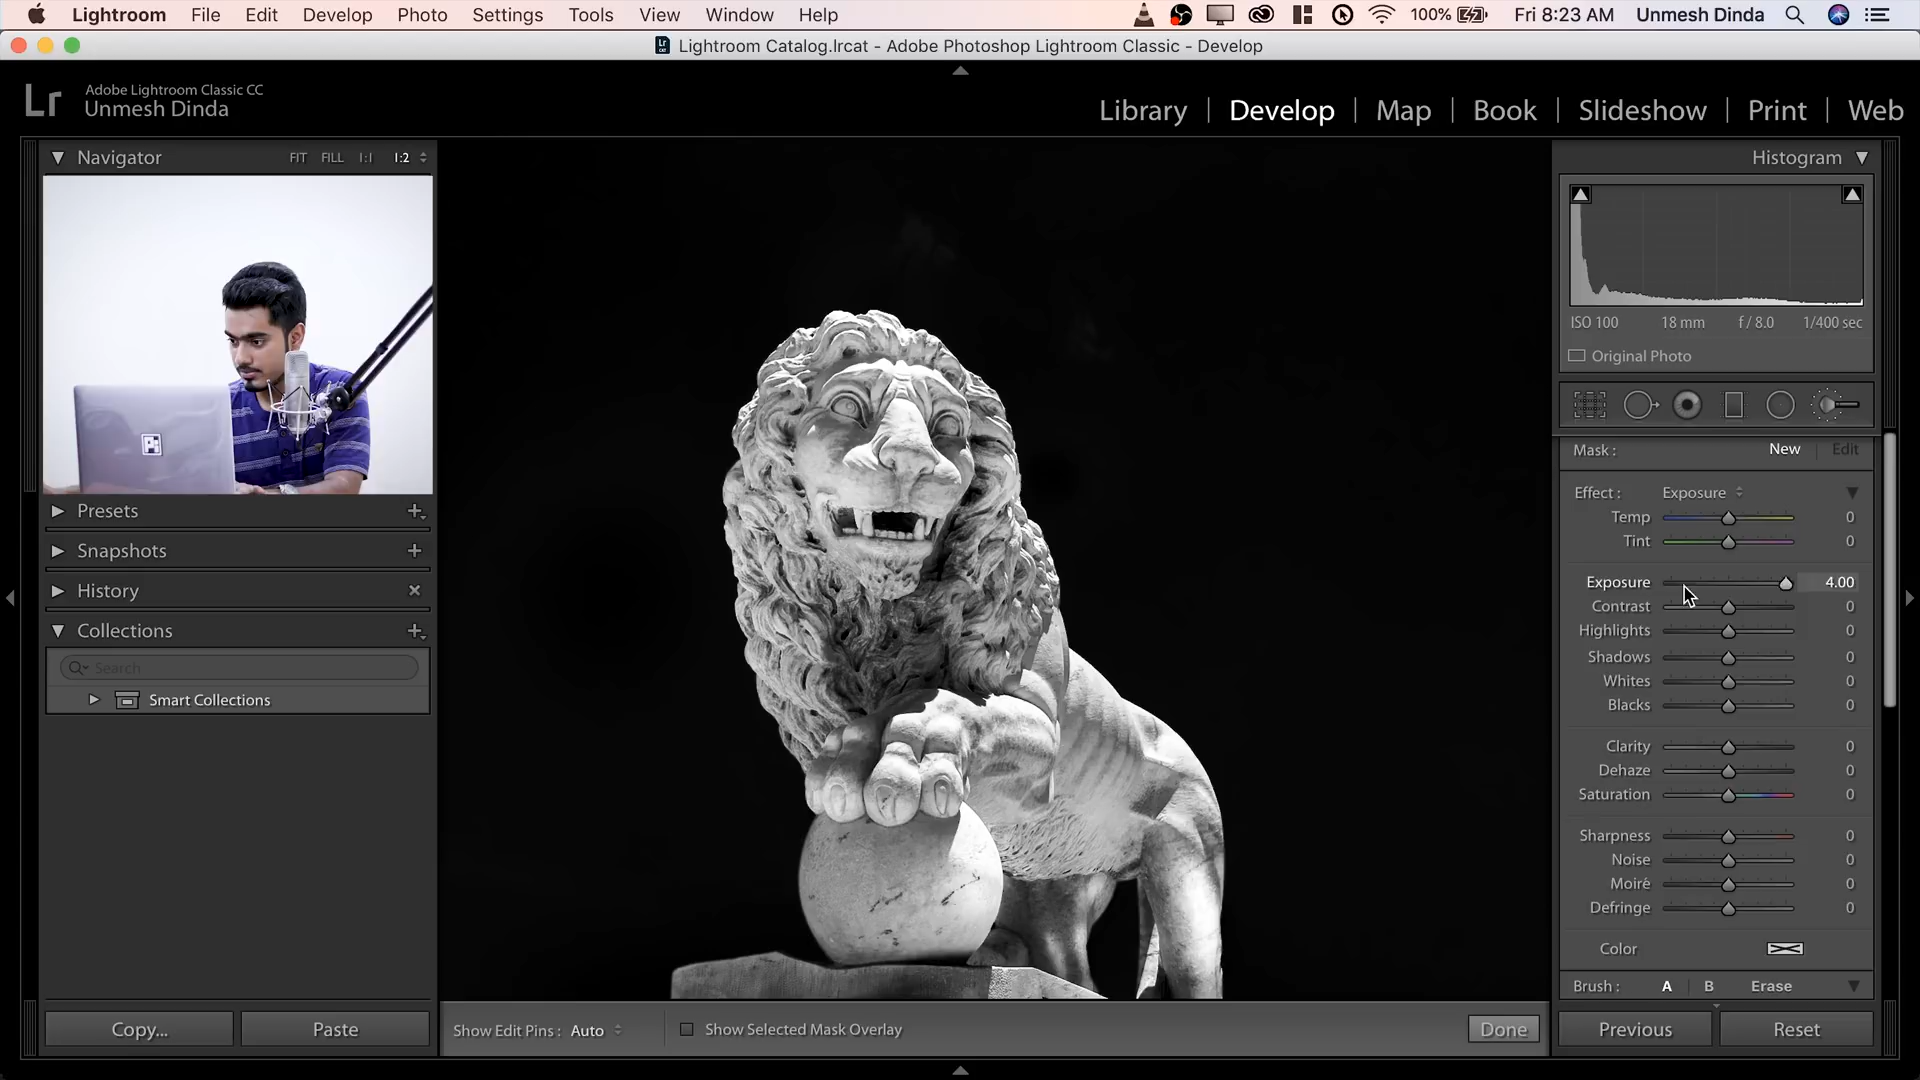 Lightroom File Edit Develop Photo Settings Tools View Window Help 100% Fri 8:23 AM Unmesh Dinda
Lr Lightroom Catalog.lrcat - Adobe Photoshop Lightroom Classic - Develop
Lr
Adobe Lightroom Classic CC
Unmesh Dinda
Library | Develop | Map | Book | Slideshow | Print | Web
Navigator FIT FILL 1:1 1:2
Pi
Presets
Snapshots
History
Collections
Search
Smart Collections
Copy... Paste
Show Edit Pins : Auto Show Selected Mask Overlay Done
Histogram
ISO 100 18 mm f / 8.0 1/400 sec
Original Photo
Mask : New Edit
Effect : Exposure
Temp 0
Tint 0
Exposure 4.00
Contrast 0
Highlights 0
Shadows 0
Whites 0
Blacks 0
Clarity 0
Dehaze 0
Saturation 0
Sharpness 0
Noise 0
Moiré 0
Defringe 0
Color
Brush : A B Erase
Previous Reset